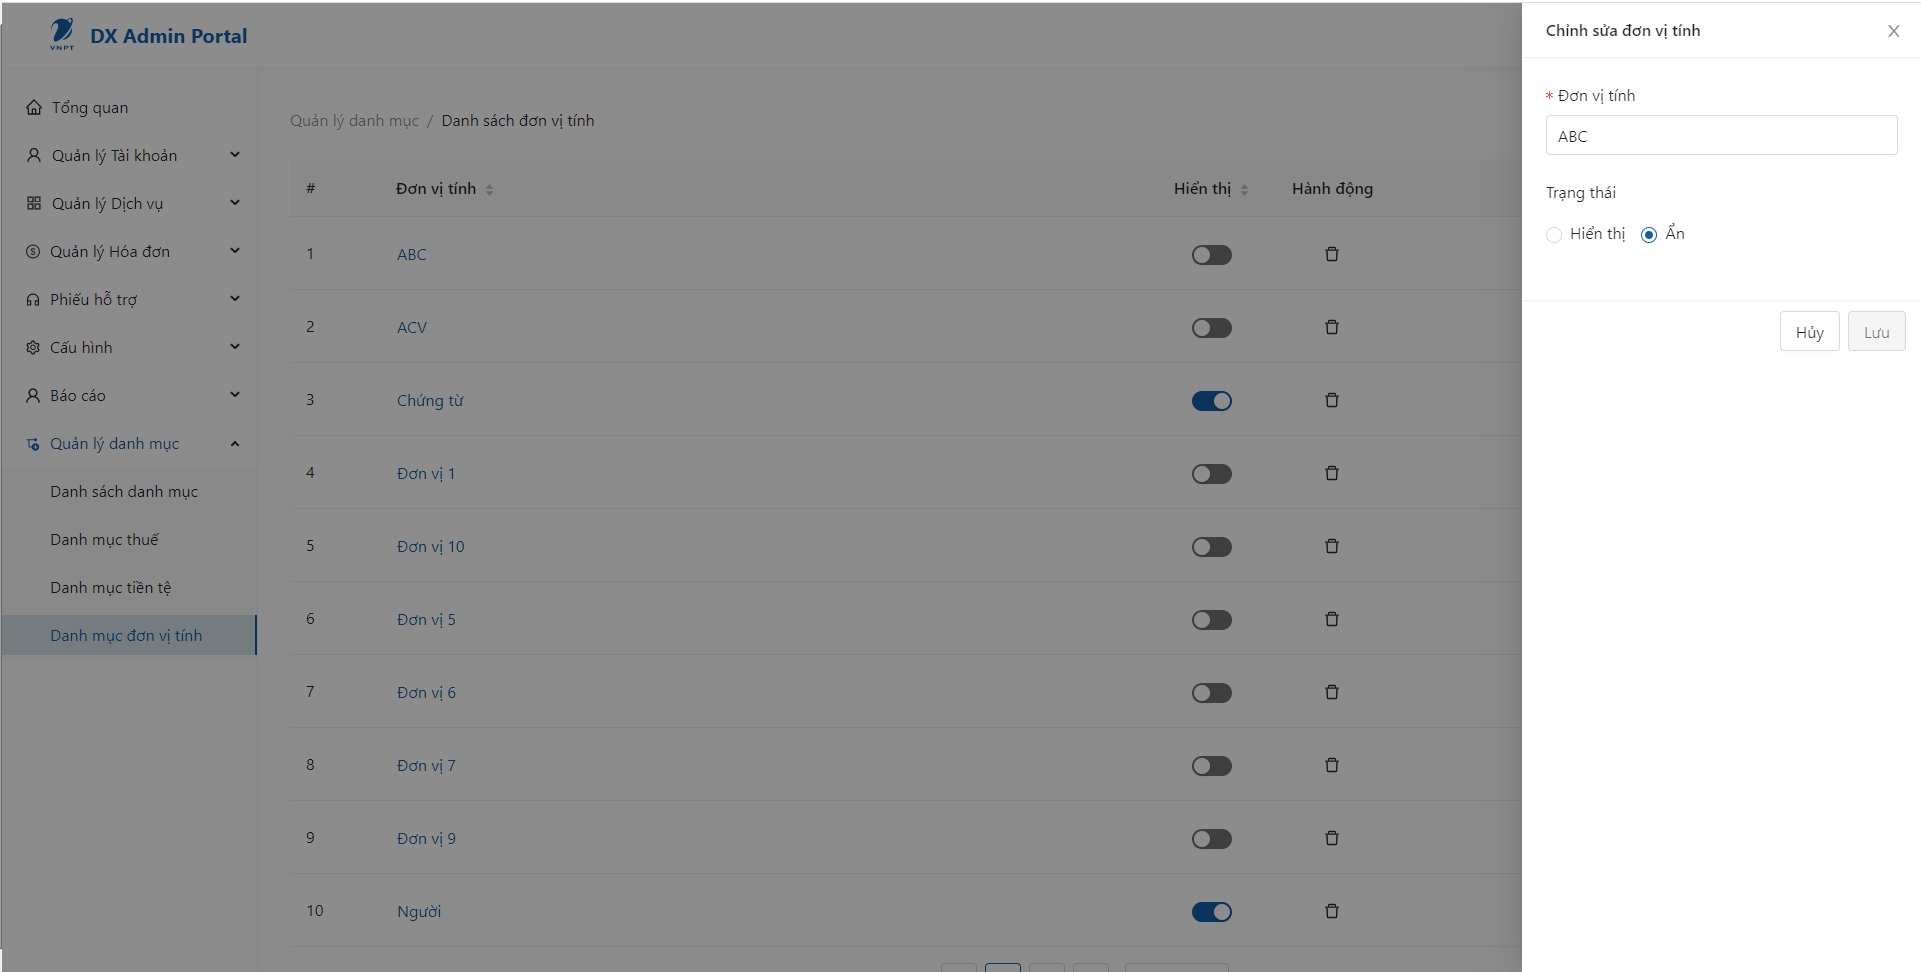 VNPT
DX Admin Portal
Tổng quan
Quản lý Tài khoản
Quản lý Dịch vụ
Quản lý Hóa đơn
Phiếu hỗ trợ
Cấu hình
Báo cáo
Quản lý danh mục
Danh sách danh mục
Danh mục thuế
Danh mục tiền tệ
Danh mục đơn vị tính
Quản lý danh mục / Danh sách đơn vị tính
# Đơn vị tính Hiển thị Hành động
1 ABC
2 ACV
3 Chứng từ
4 Đơn vị 1
5 Đơn vị 10
6 Đơn vị 5
7 Đơn vị 6
8 Đơn vị 7
9 Đơn vị 9
10 Người
Chỉnh sửa đơn vị tính
* Đơn vị tính
ABC
Trạng thái
Hiển thị Ẩn
Hủy Lưu